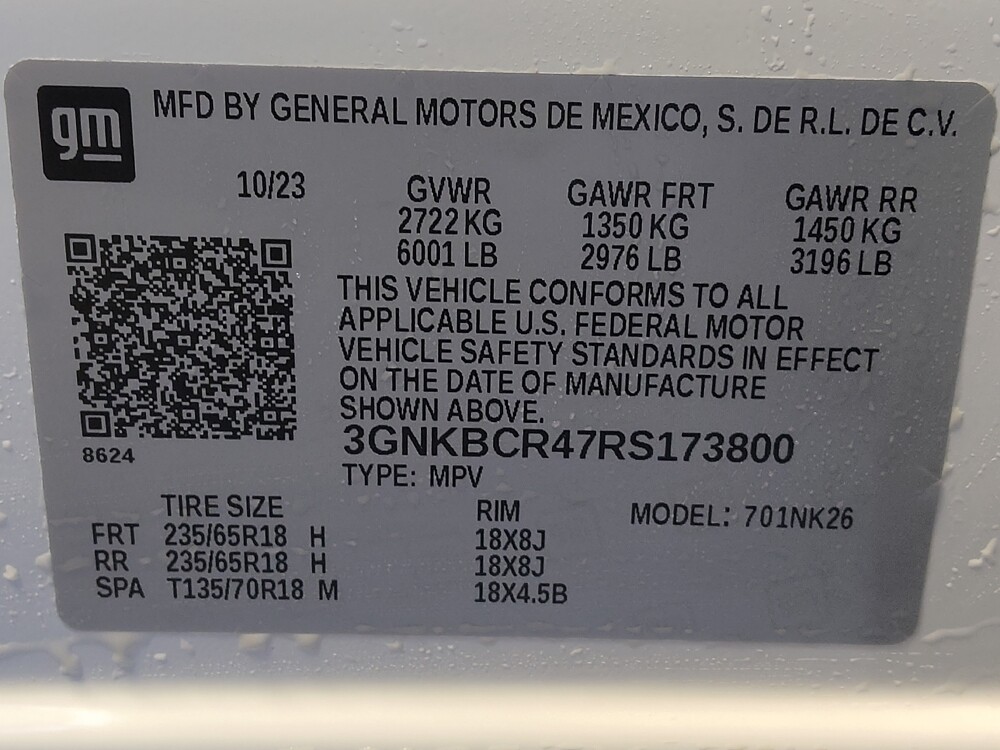 gm
MFD BY GENERAL MOTORS DE MEXICO, S. DE R.L. DE C.V.
10/23
GVWR GAWR FRT GAWR RR
2722 KG 1350 KG 1450 KG
6001 LB 2976 LB 3196 LB
THIS VEHICLE CONFORMS TO ALL
APPLICABLE U.S. FEDERAL MOTOR
VEHICLE SAFETY STANDARDS IN EFFECT
ON THE DATE OF MANUFACTURE
SHOWN ABOVE.
3GNKBCR47RS173800
8624
TYPE: MPV
TIRE SIZE RIM MODEL: 701NK26
FRT 235/65R18 H 18X8J
RR 235/65R18 H 18X8J
SPA T135/70R18 M 18X4.5B